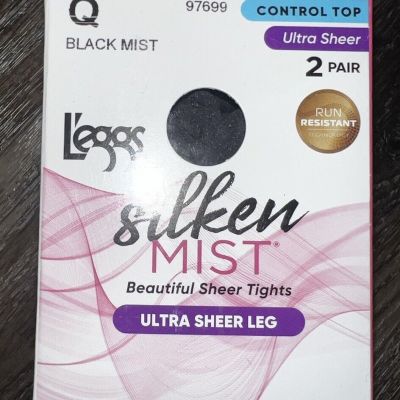 Q
97699
CONTROL TOP
BLACK MIST
Ultra Sheer
2 PAIR
RUN
RESISTANT
TECHNOLOGY
L'eggs
silken
MIST®
Beautiful Sheer Tights
ULTRA SHEER LEG